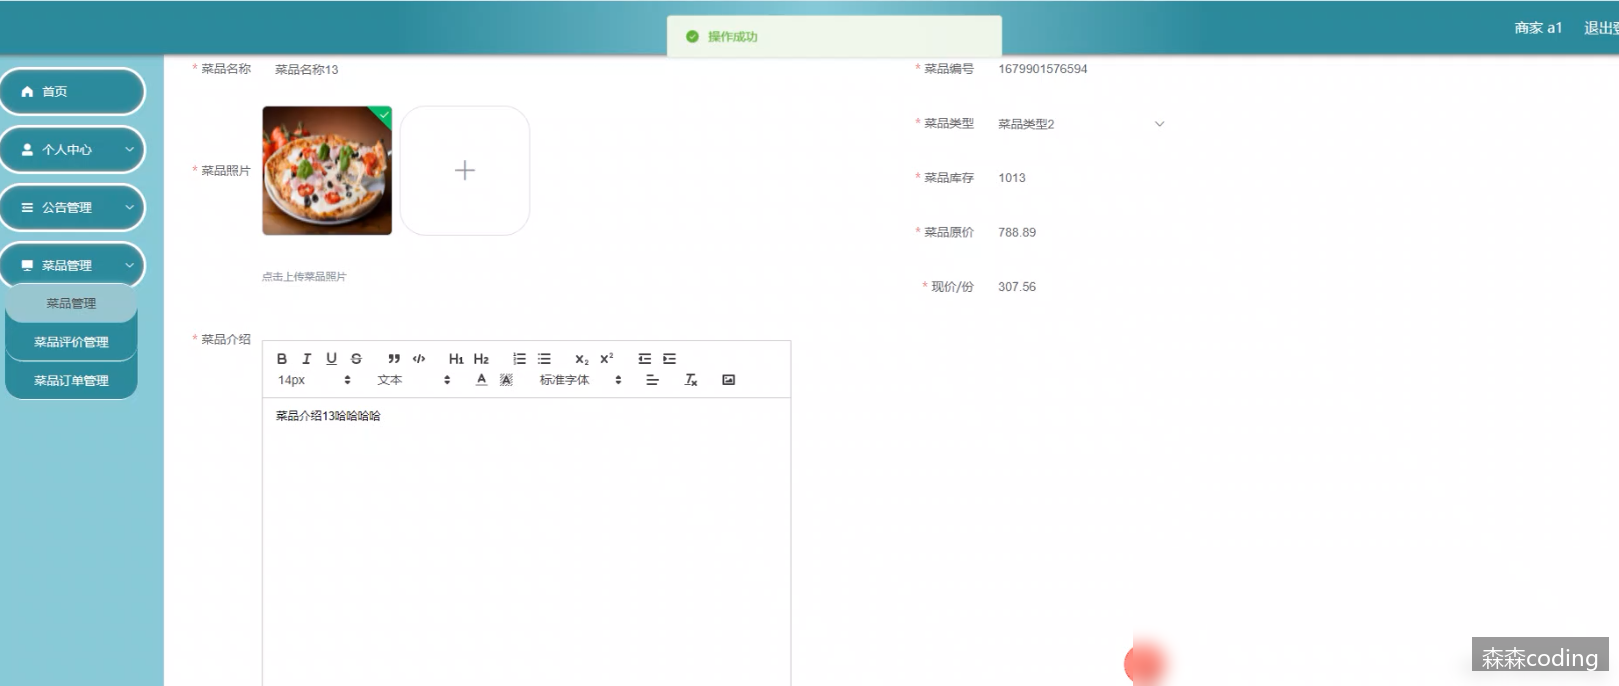 操作成功
商家 a1
退出登
首页
个人中心
公告管理
菜品管理
菜品管理
菜品评价管理
菜品订单管理
* 菜品名称 菜品名称13
* 菜品编号 1679901576594
* 菜品类型 菜品类型2
* 菜品照片
* 菜品库存 1013
* 菜品原价 788.89
点击上传菜品照片
* 现价/份 307.56
* 菜品介绍
B I U S ” </> H1 H2 x₂ x²
14px 文本 A A 标准字体 Tx
菜品介绍13哈哈哈哈
森森coding